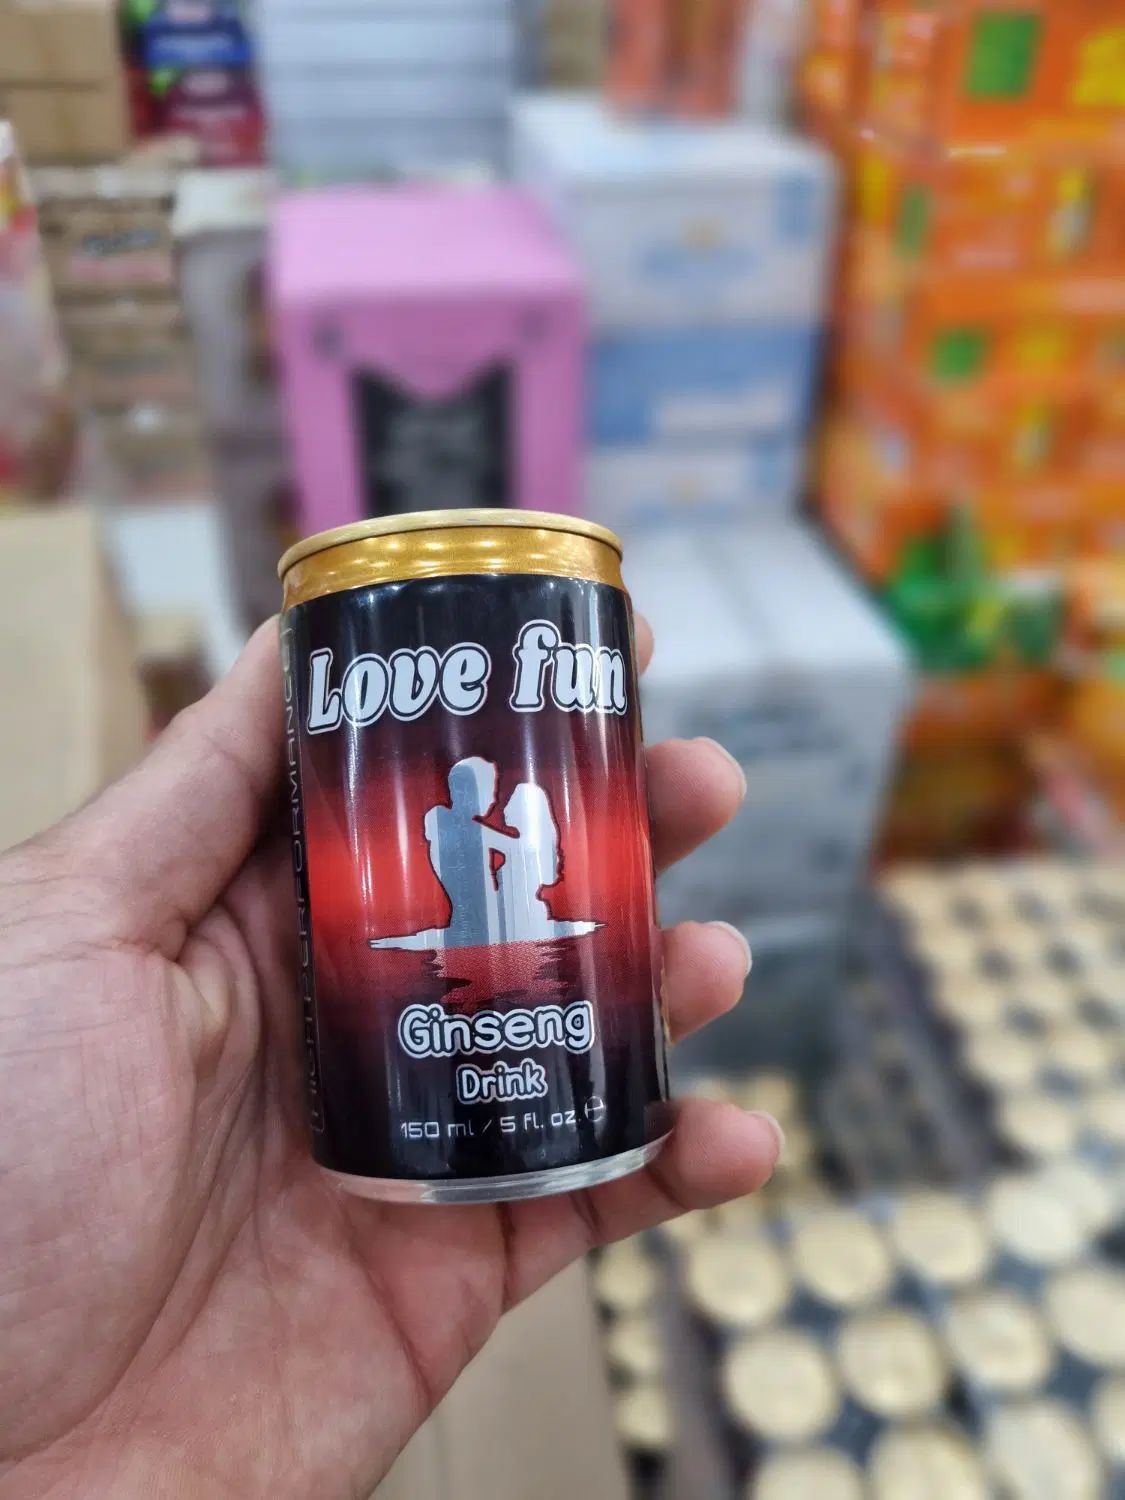 Love fun
Ginseng
Drink
150 ml / 5 fl. oz. ℮
HIGH PERFORMANCE